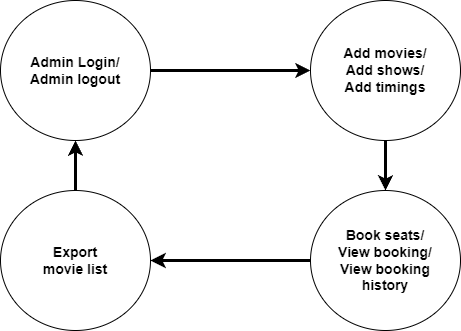 Admin Login/
Admin logout
Add movies/
Add shows/
Add timings
Book seats/
View booking/
View booking
history
Export
movie list